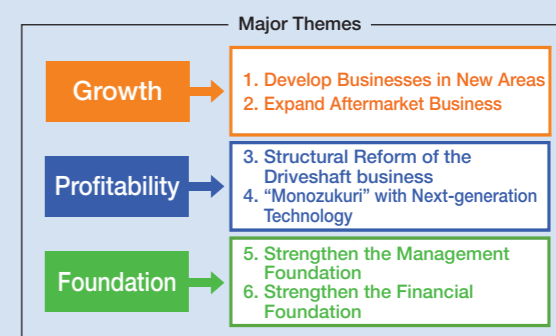 Major Themes
Growth
1. Develop Businesses in New Areas
2. Expand Aftermarket Business
Profitability
3. Structural Reform of the
Driveshaft business
4. “Monozukuri” with Next-generation
Technology
Foundation
5. Strengthen the Management
Foundation
6. Strengthen the Financial
Foundation